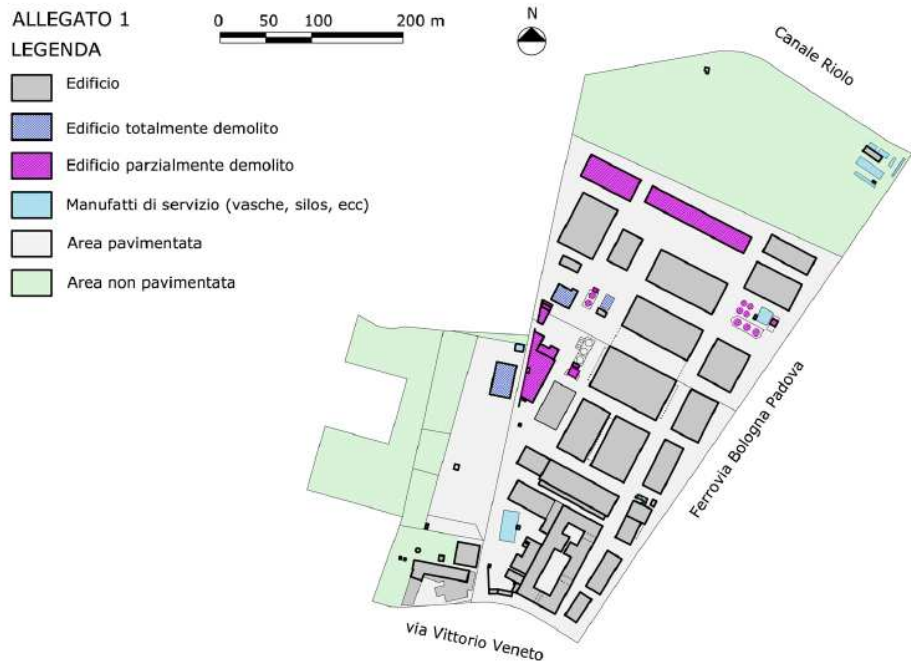 ALLEGATO 1
0 50 100 200 m
N
LEGENDA
Edificio
Edificio totalmente demolito
Edificio parzialmente demolito
Manufatti di servizio (vasche, silos, ecc)
Area pavimentata
Area non pavimentata
Canale Riolo
Ferrovia Bologna Padova
via Vittorio Veneto